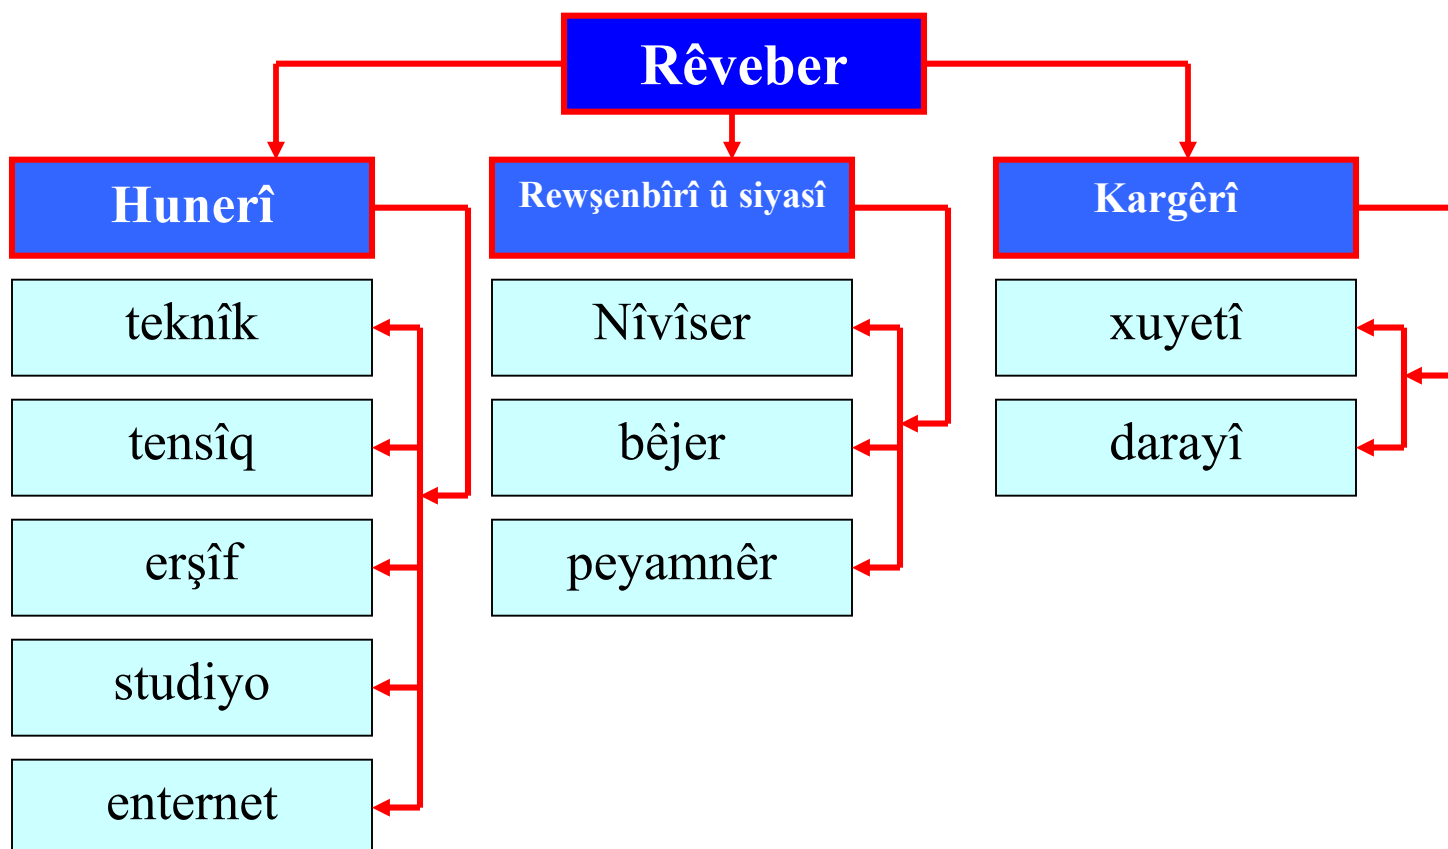 Rêveber
Hunerî
Rewşenbîrî û siyasî
Kargêrî
teknîk
Nîvîser
xuyetî
tensîq
bêjer
darayî
erşîf
peyamnêr
studiyo
enternet